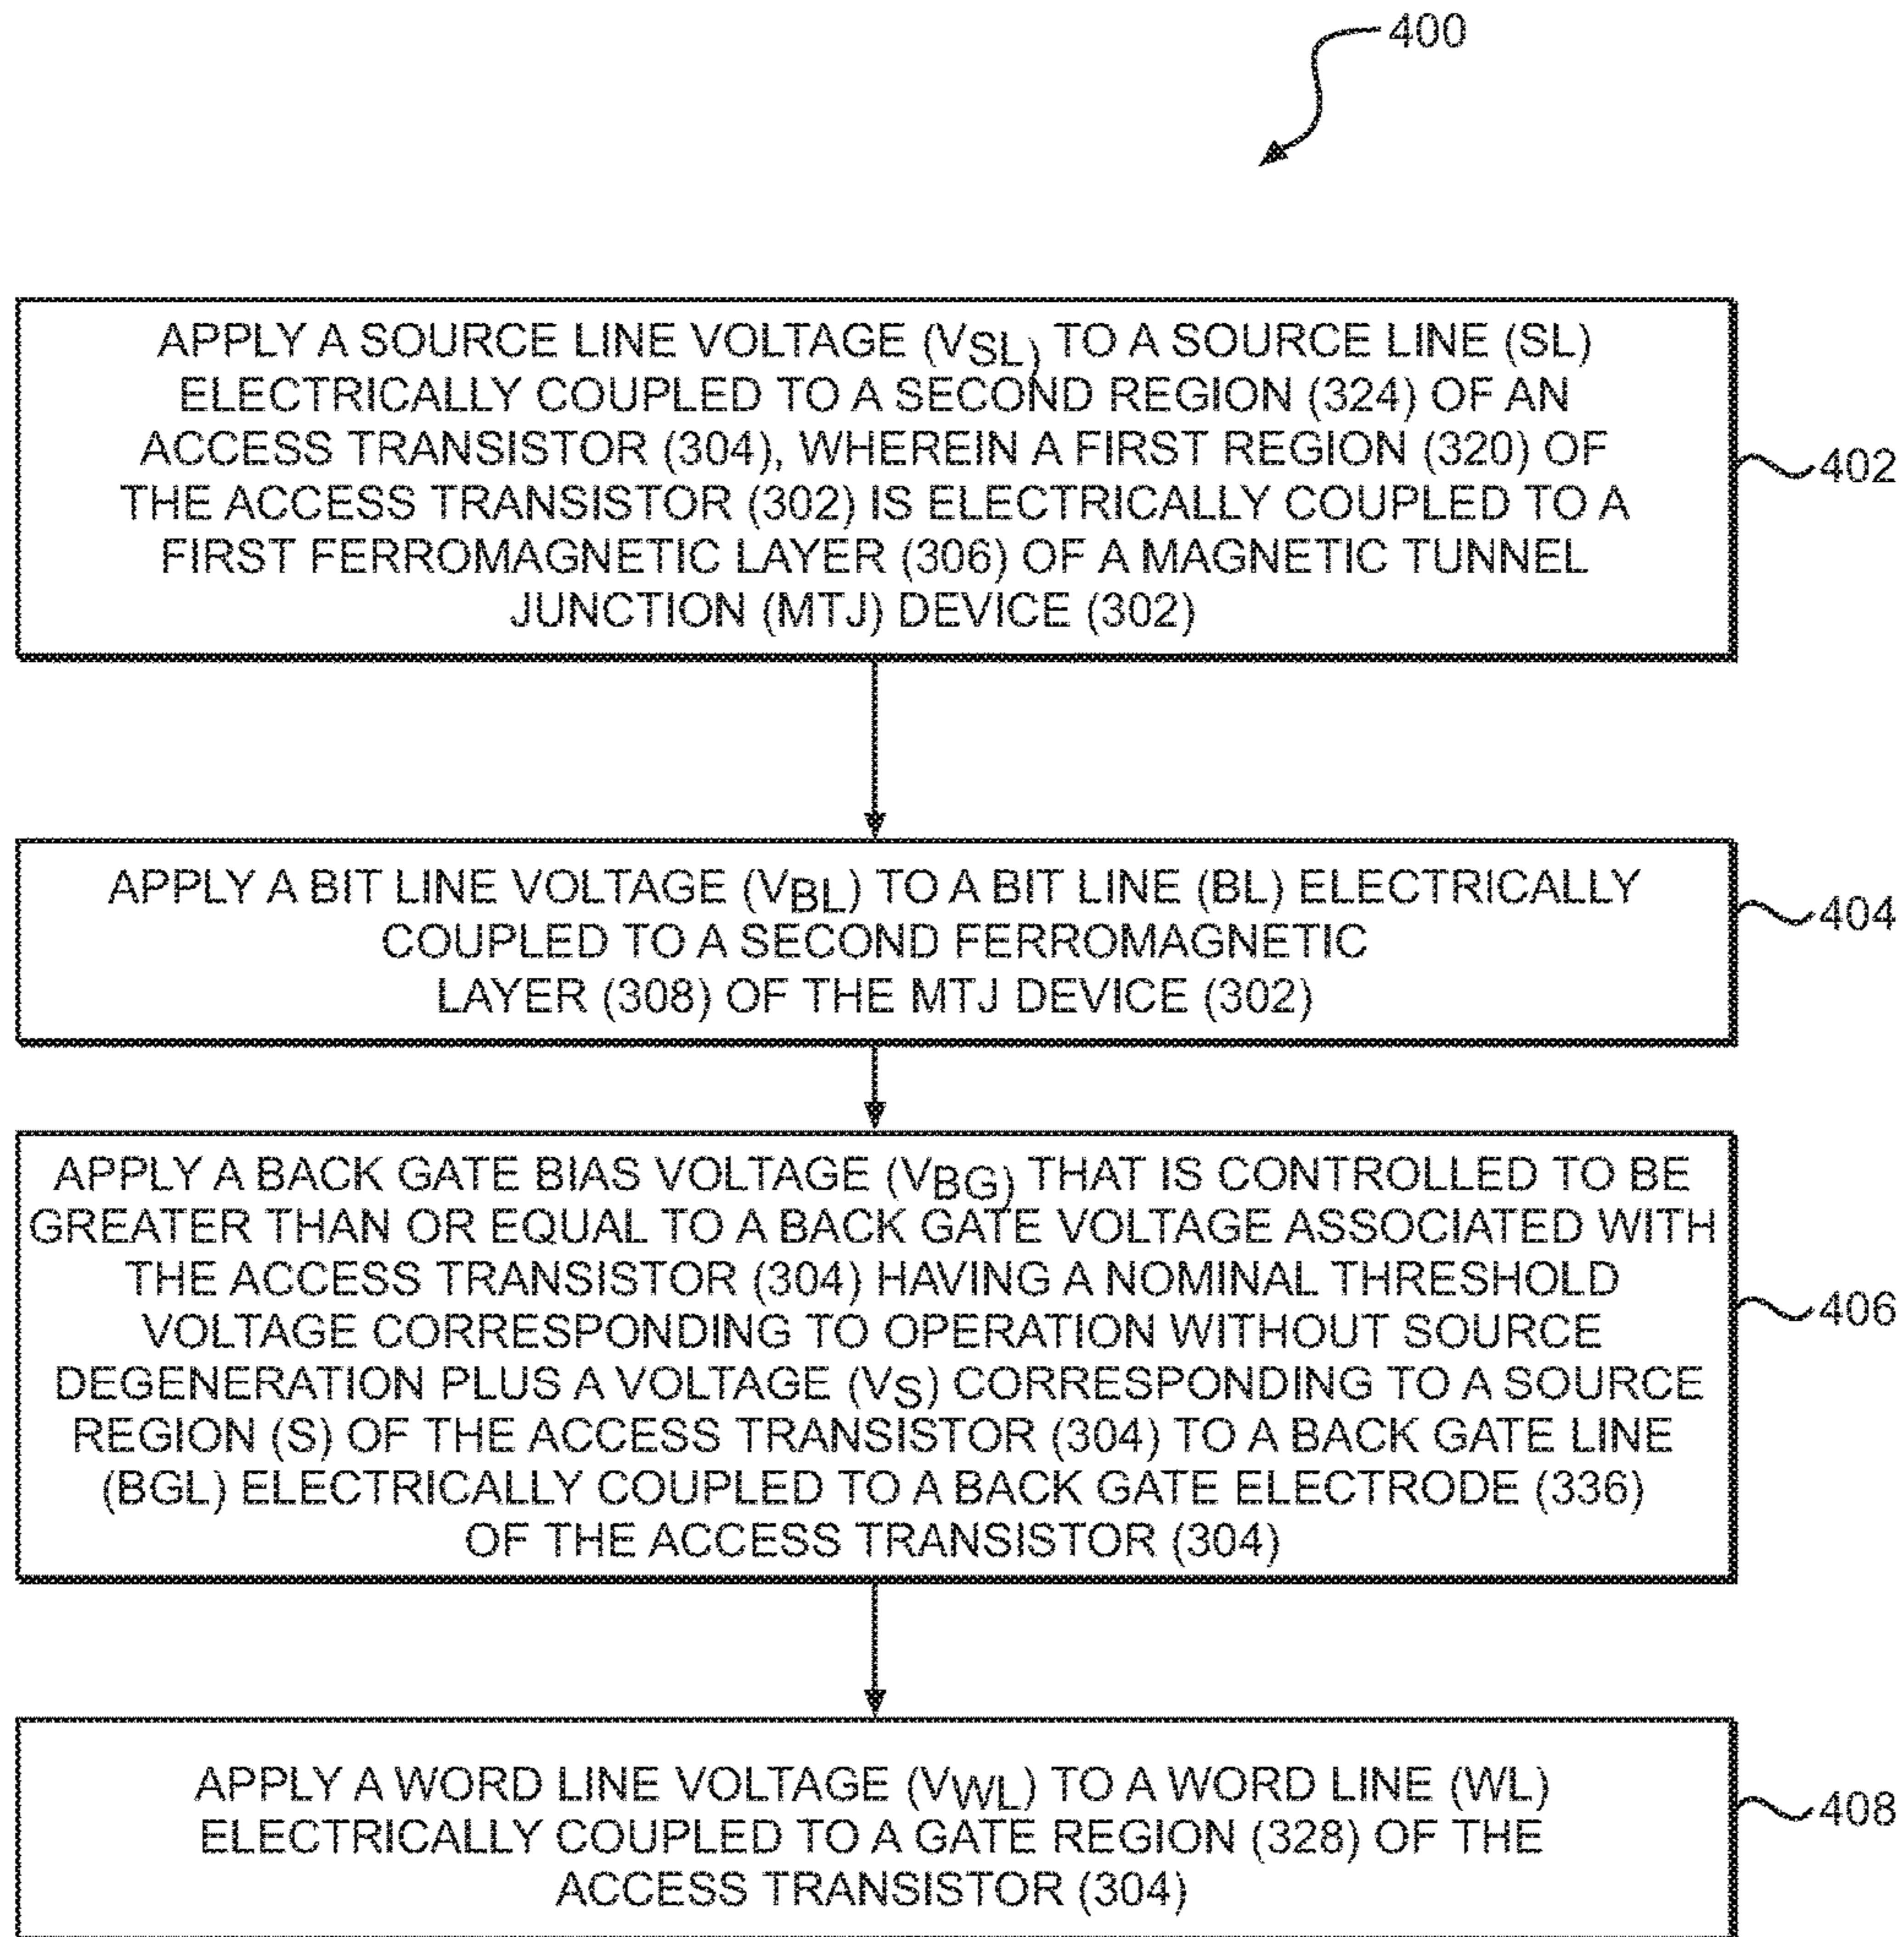 400
APPLY A SOURCE LINE VOLTAGE (VSL) TO A SOURCE LINE (SL)
ELECTRICALLY COUPLED TO A SECOND REGION (324) OF AN
ACCESS TRANSISTOR (304), WHEREIN A FIRST REGION (320) OF
THE ACCESS TRANSISTOR (302) IS ELECTRICALLY COUPLED TO A
FIRST FERROMAGNETIC LAYER (306) OF A MAGNETIC TUNNEL
JUNCTION (MTJ) DEVICE (302)
402
APPLY A BIT LINE VOLTAGE (VBL) TO A BIT LINE (BL) ELECTRICALLY
COUPLED TO A SECOND FERROMAGNETIC
LAYER (308) OF THE MTJ DEVICE (302)
404
APPLY A BACK GATE BIAS VOLTAGE (VBG) THAT IS CONTROLLED TO BE
GREATER THAN OR EQUAL TO A BACK GATE VOLTAGE ASSOCIATED WITH
THE ACCESS TRANSISTOR (304) HAVING A NOMINAL THRESHOLD
VOLTAGE CORRESPONDING TO OPERATION WITHOUT SOURCE
DEGENERATION PLUS A VOLTAGE (VS) CORRESPONDING TO A SOURCE
REGION (S) OF THE ACCESS TRANSISTOR (304) TO A BACK GATE LINE
(BGL) ELECTRICALLY COUPLED TO A BACK GATE ELECTRODE (336)
OF THE ACCESS TRANSISTOR (304)
406
APPLY A WORD LINE VOLTAGE (VWL) TO A WORD LINE (WL)
ELECTRICALLY COUPLED TO A GATE REGION (328) OF THE
ACCESS TRANSISTOR (304)
408